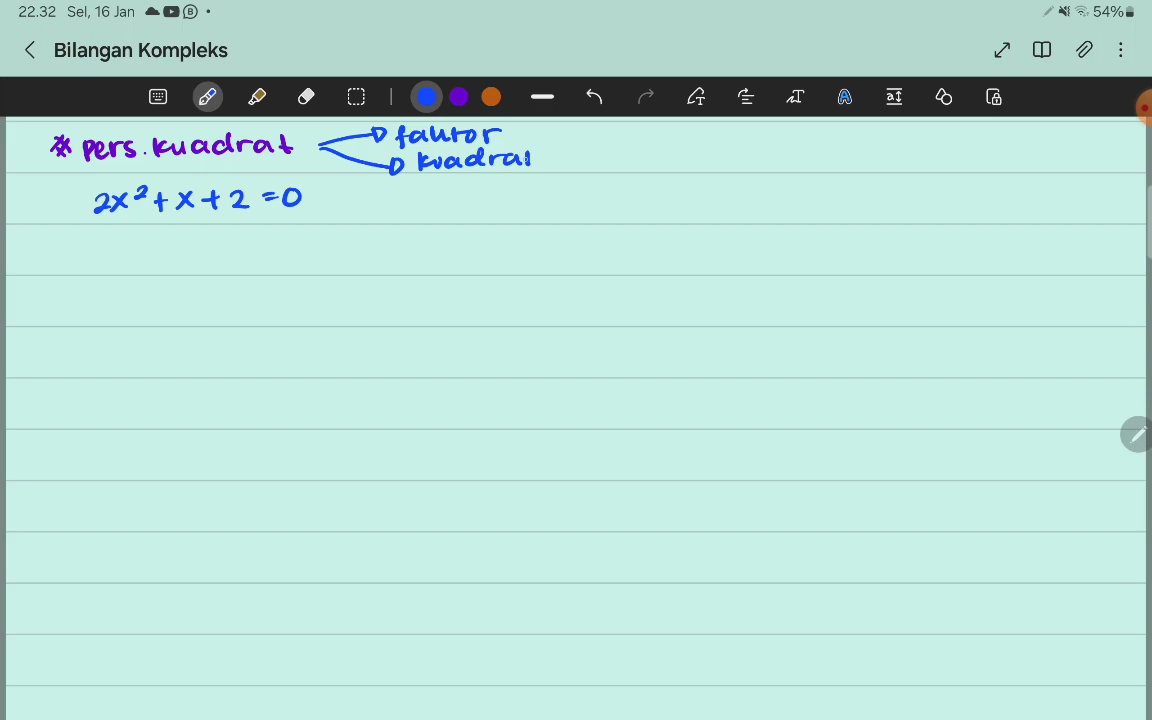 22.32 Sel, 16 Jan
54%
Bilangan Kompleks
* pers. kuadrat
faktor
kuadrat
2x² + x + 2 = 0